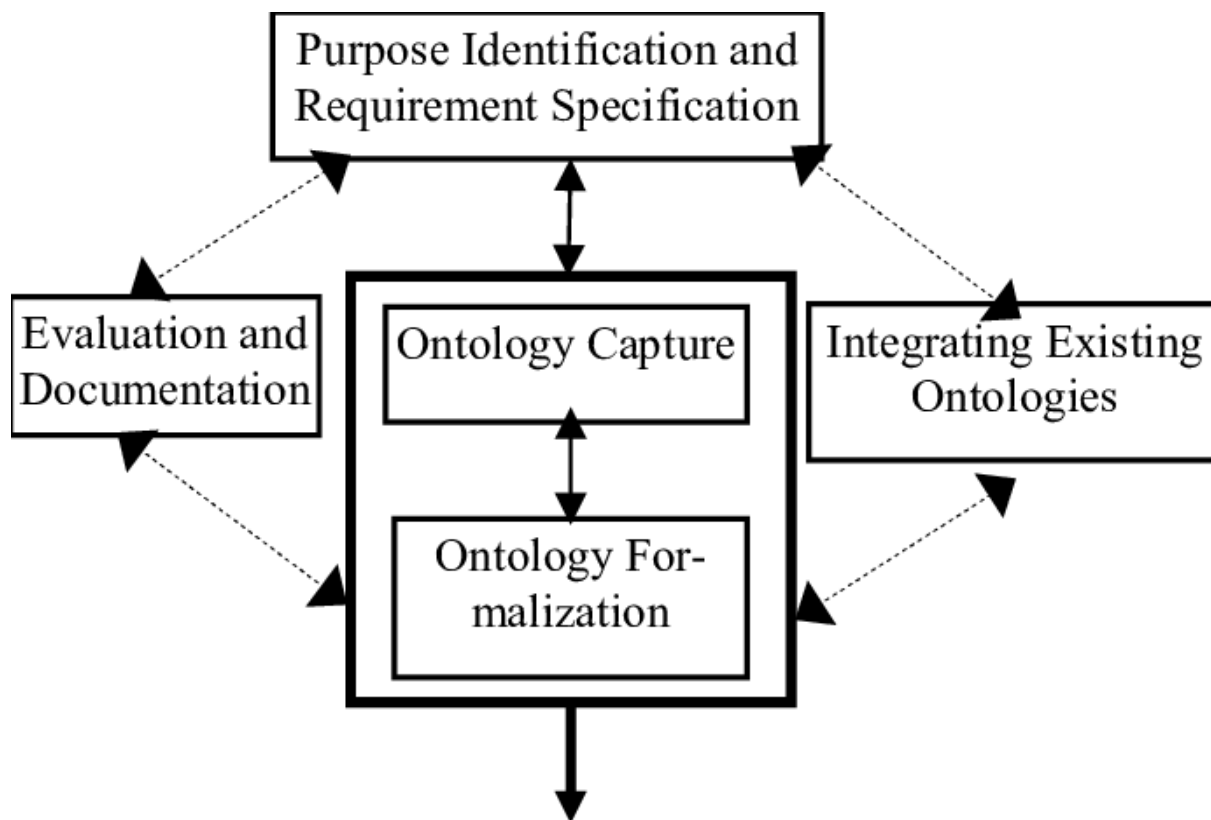 Purpose Identification and
Requirement Specification
Evaluation and
Documentation
Ontology Capture
Integrating Existing
Ontologies
Ontology For-
malization